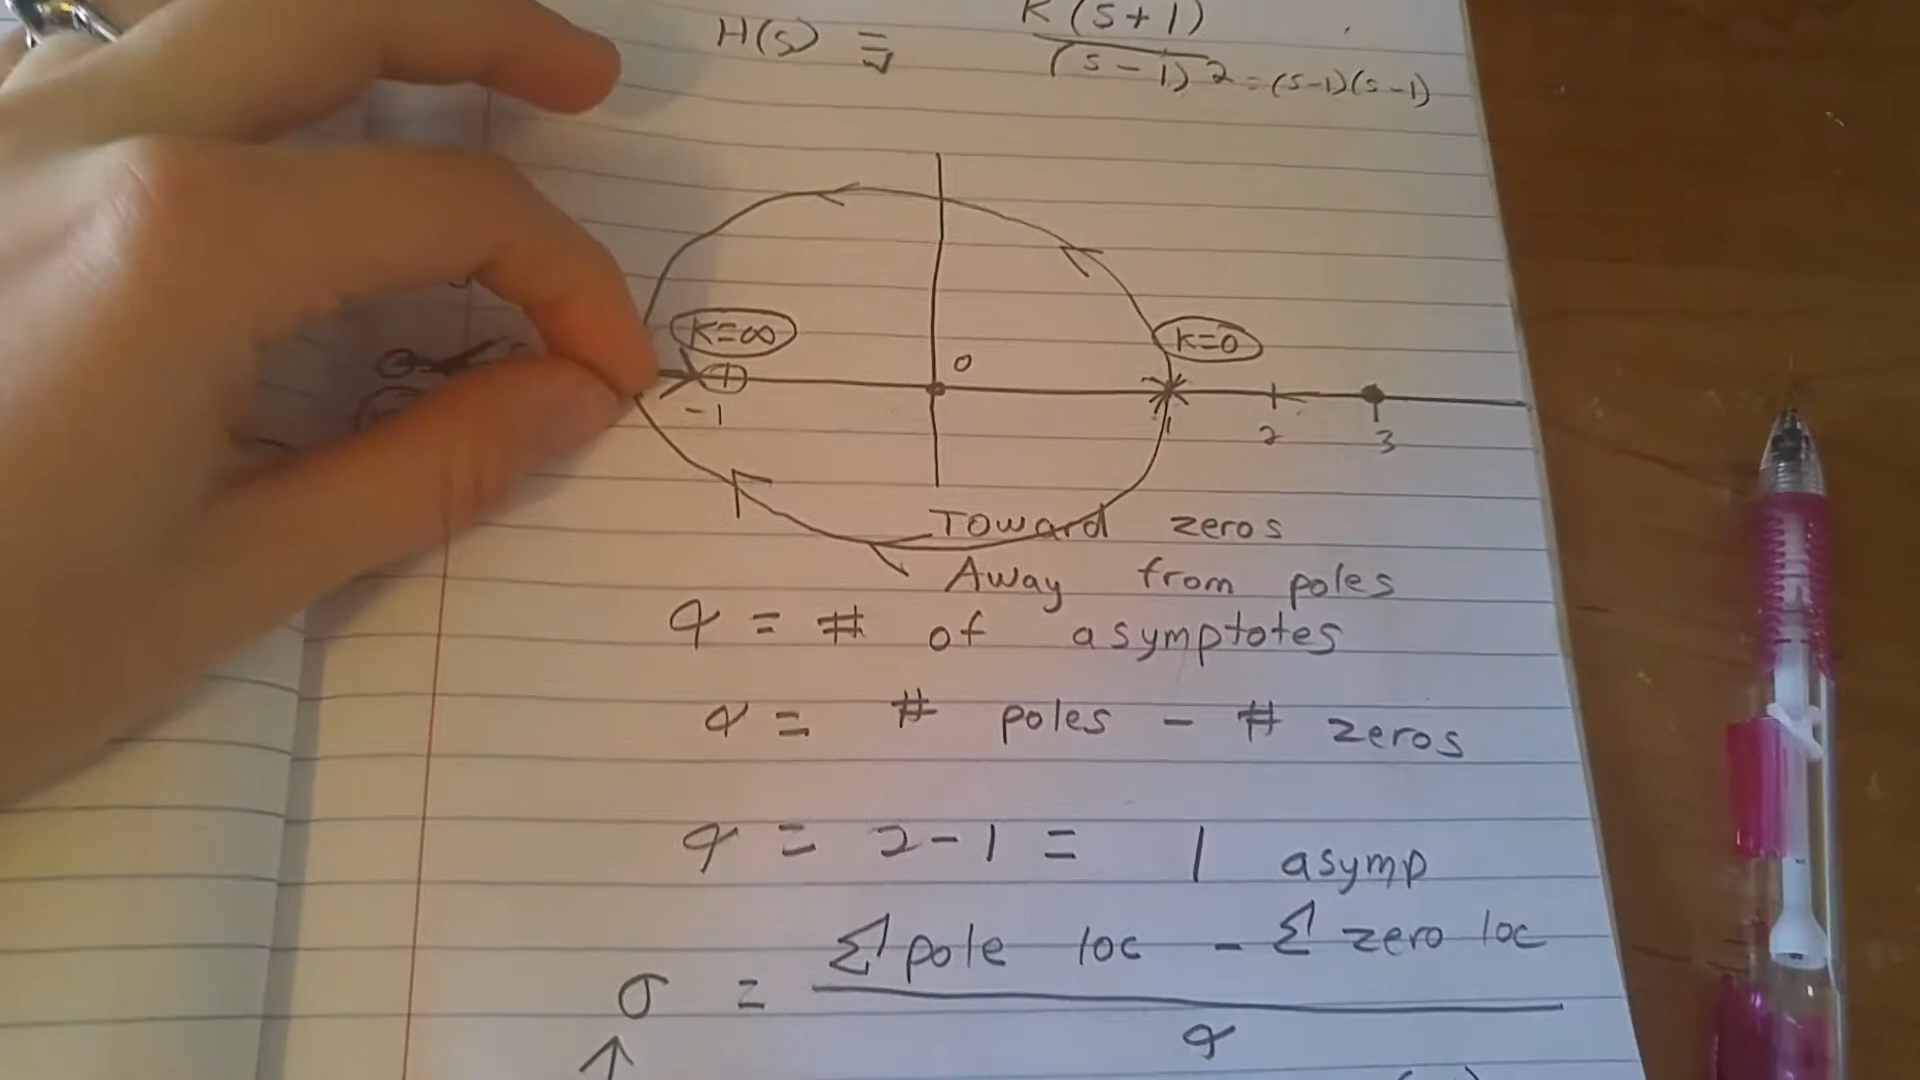 H(s) = K(s+1)
(s-1)2 = (s-1)(s-1)
K=∞
K=0
0
-1
1
2
3
Toward zeros
Away from poles
q = # of asymptotes
q = # poles - # zeros
q = 2-1 = 1 asymp
Σ pole loc - Σ zero loc
σ =
q